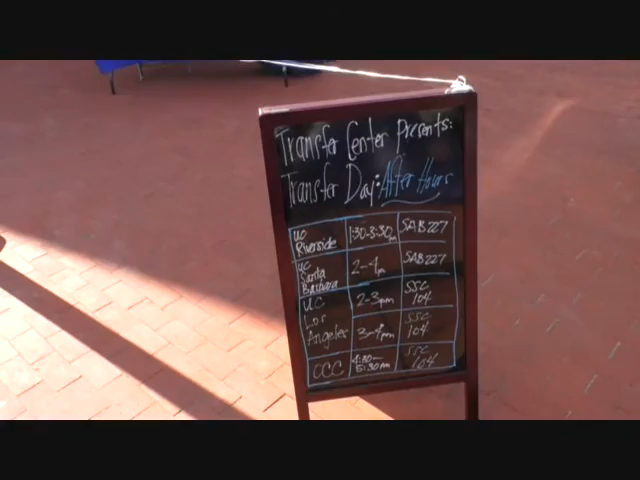 Transfer Center Presents:
Transfer Day: After Hours
UC Riverside 1:30-3:30pm SAB 227
UC Santa Barbara 2-4pm SAB 227
UC Los Angeles 2-3pm SSC 104
3-4pm SSC 104
CCC 4:30-5:30pm SSC 104